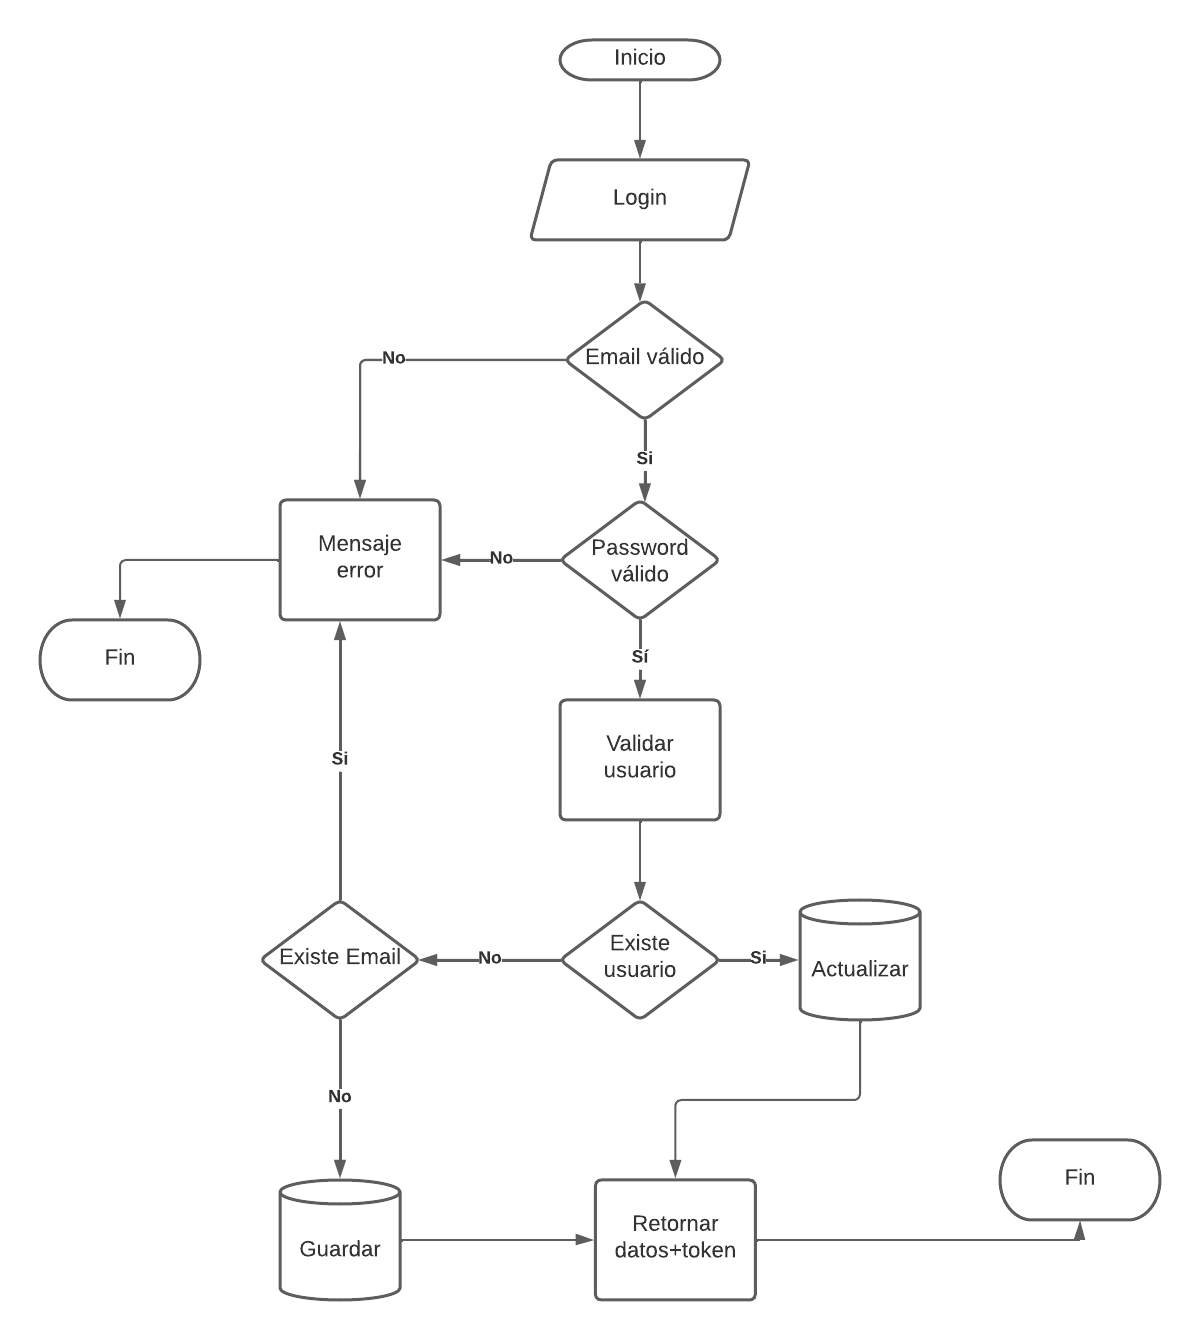 Inicio
Login
Email válido
No
Si
Mensaje
error
Password
válido
No
Fin
Sí
Validar
usuario
Si
Existe Email
No
Existe
usuario
Si
Actualizar
No
Guardar
Retornar
datos+token
Fin